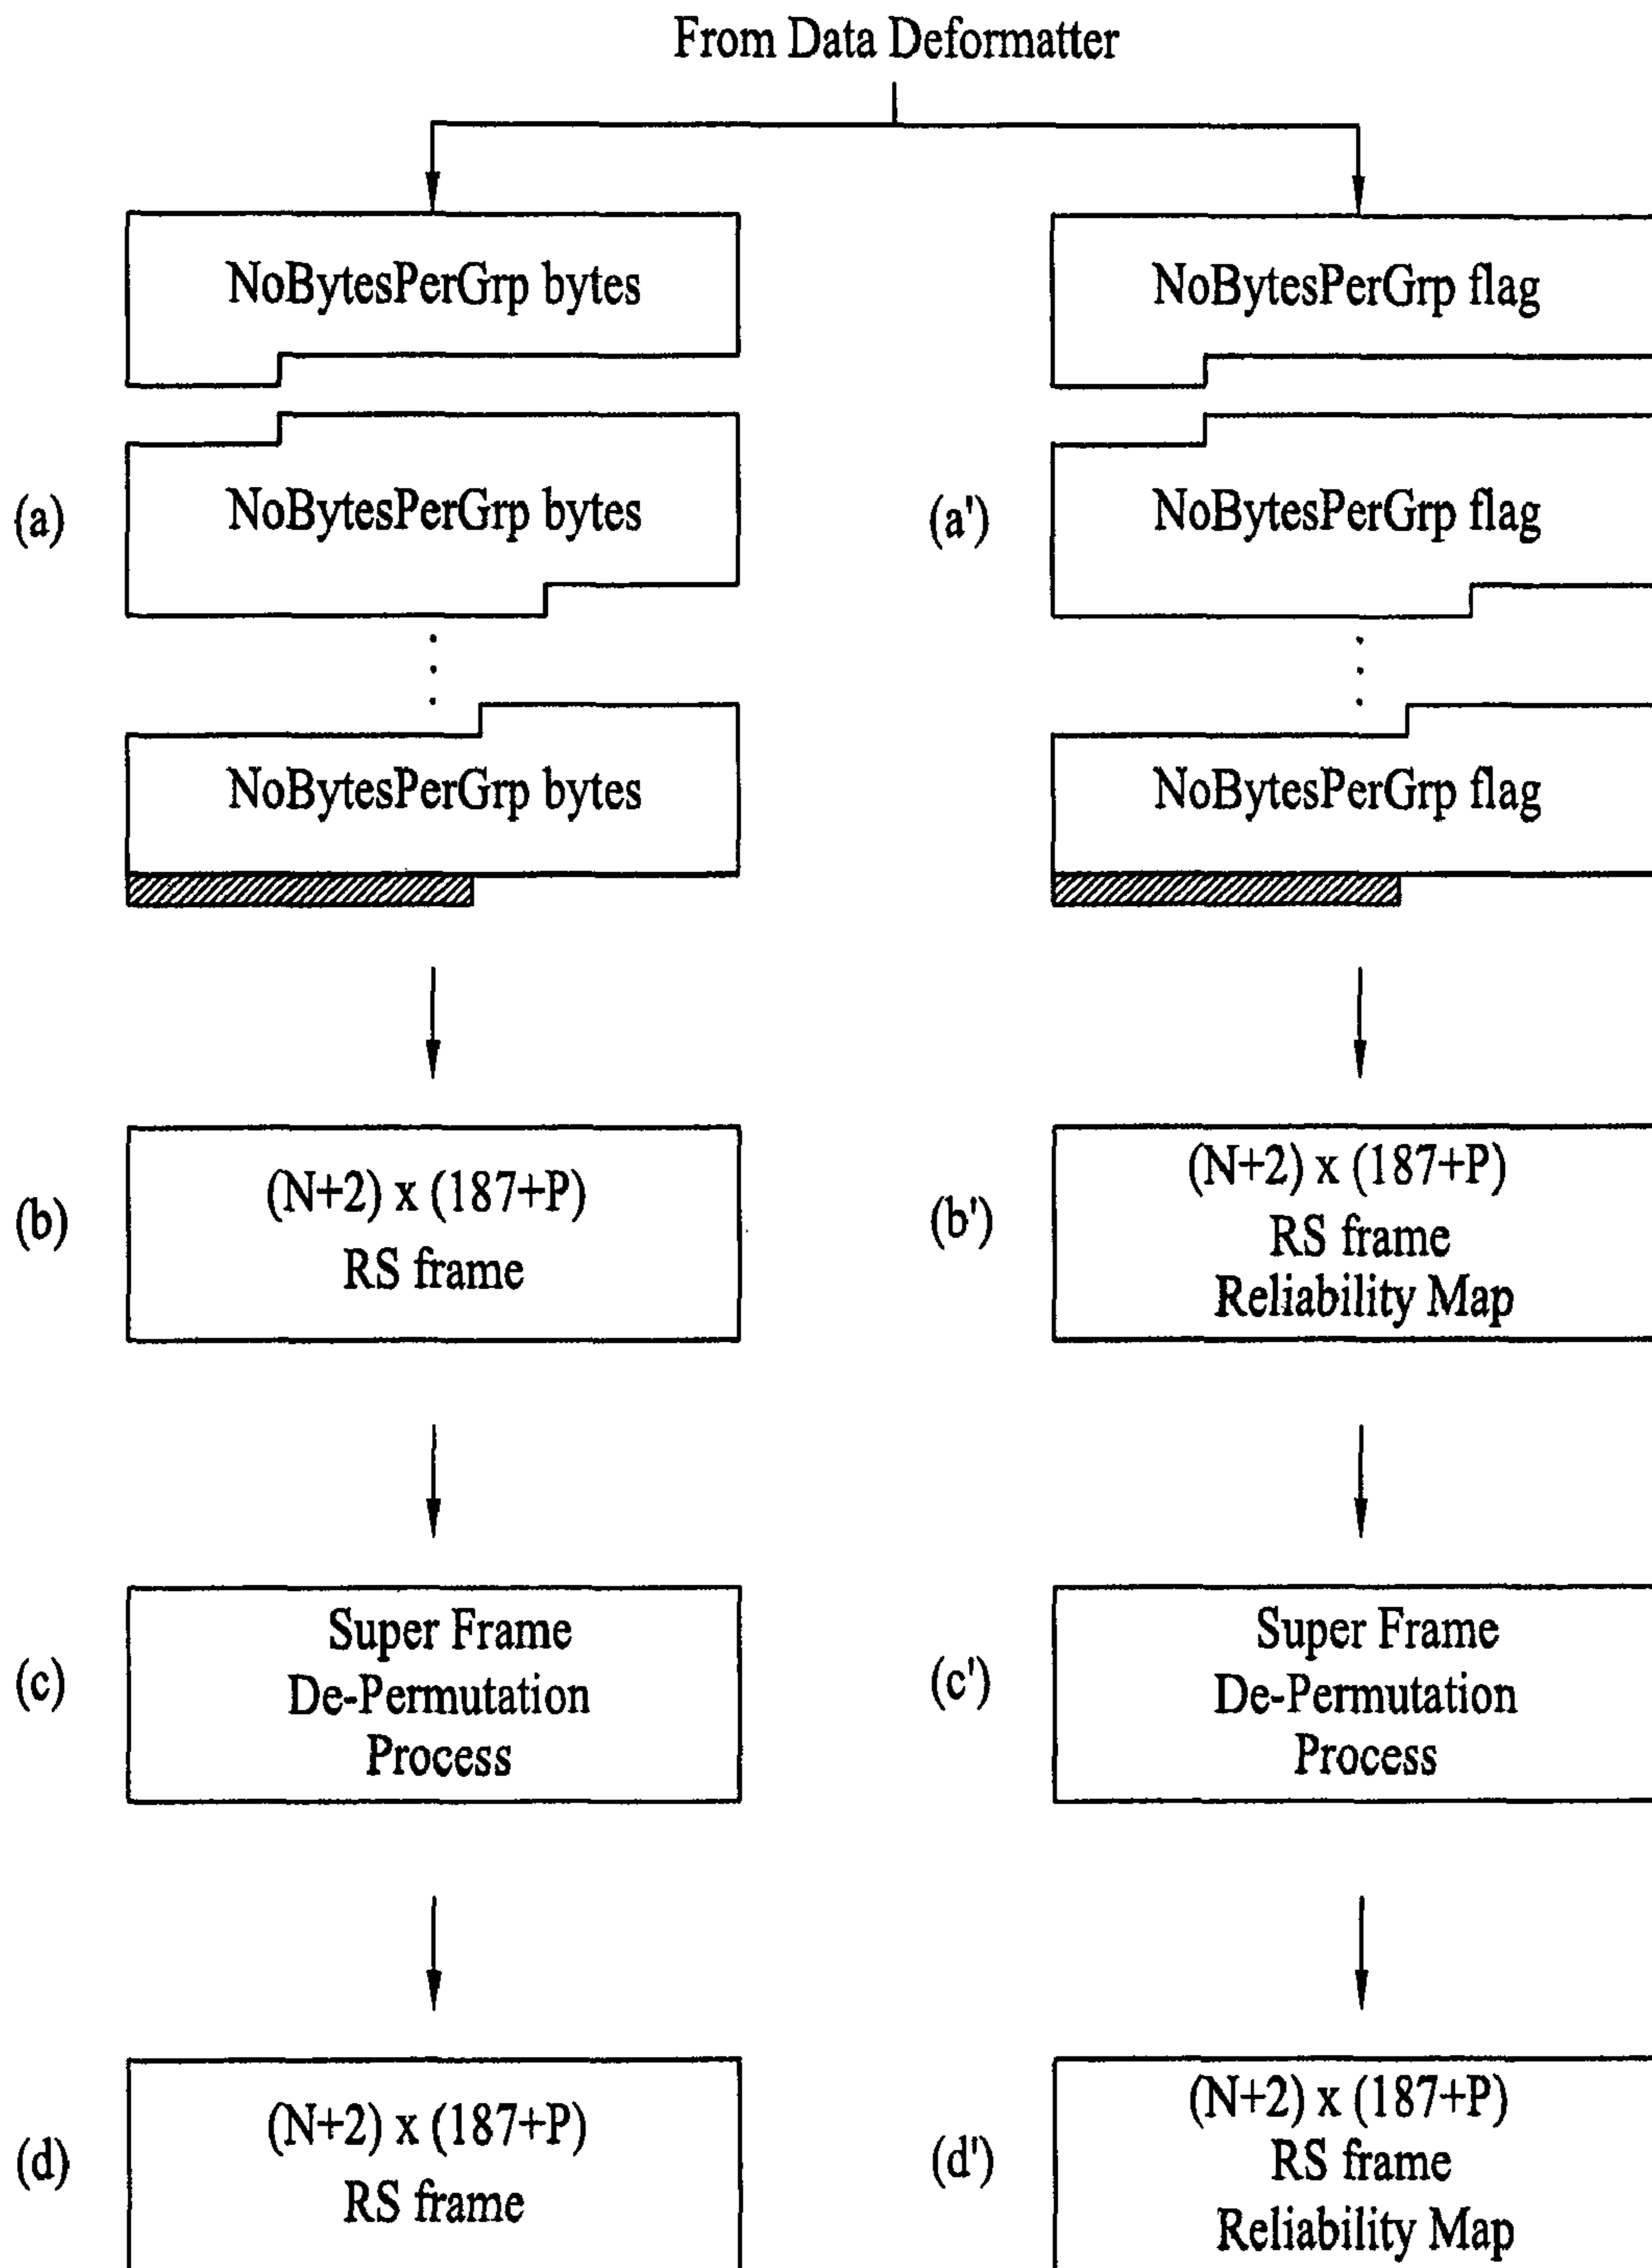 From Data Deformatter
NoBytesPerGrp bytes
NoBytesPerGrp flag
(a)
NoBytesPerGrp bytes
(a')
NoBytesPerGrp flag
NoBytesPerGrp bytes
NoBytesPerGrp flag
(b)
(N+2) x (187+P)
RS frame
(b')
(N+2) x (187+P)
RS frame
Reliability Map
(c)
Super Frame
De-Permutation
Process
(c')
Super Frame
De-Permutation
Process
(d)
(N+2) x (187+P)
RS frame
(d')
(N+2) x (187+P)
RS frame
Reliability Map